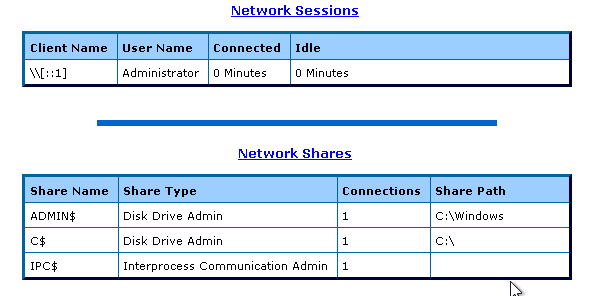 Network Sessions
Client Name User Name Connected Idle
\\[::1] Administrator 0 Minutes 0 Minutes
Network Shares
Share Name Share Type Connections Share Path
ADMIN$ Disk Drive Admin 1 C:\Windows
C$ Disk Drive Admin 1 C:\
IPC$ Interprocess Communication Admin 1